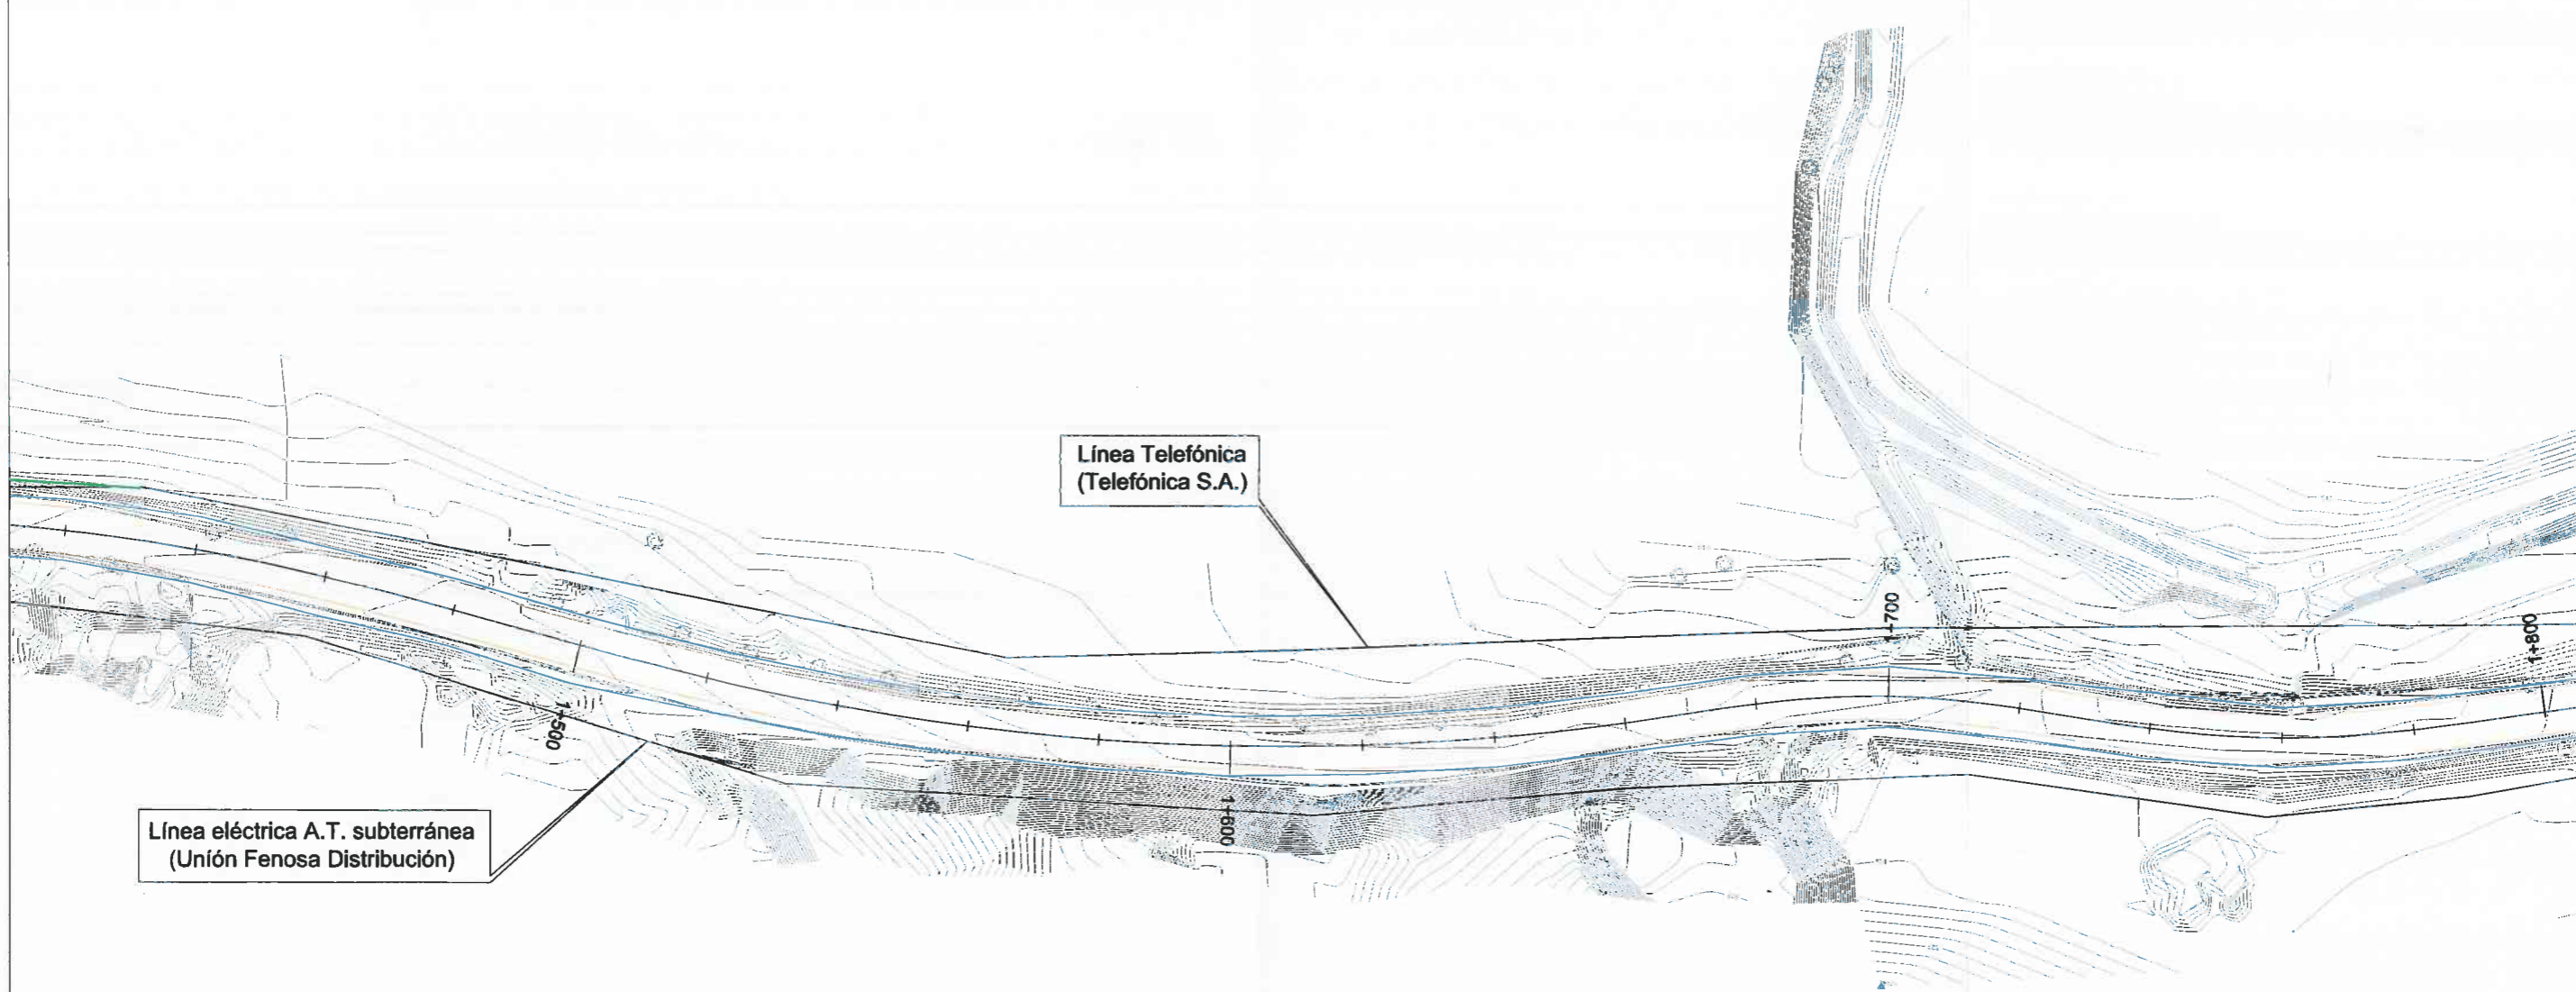 Línea Telefónica
(Telefónica S.A.)
1+700
1+800
1+500
1+600
Línea eléctrica A.T. subterránea
(Unión Fenosa Distribución)